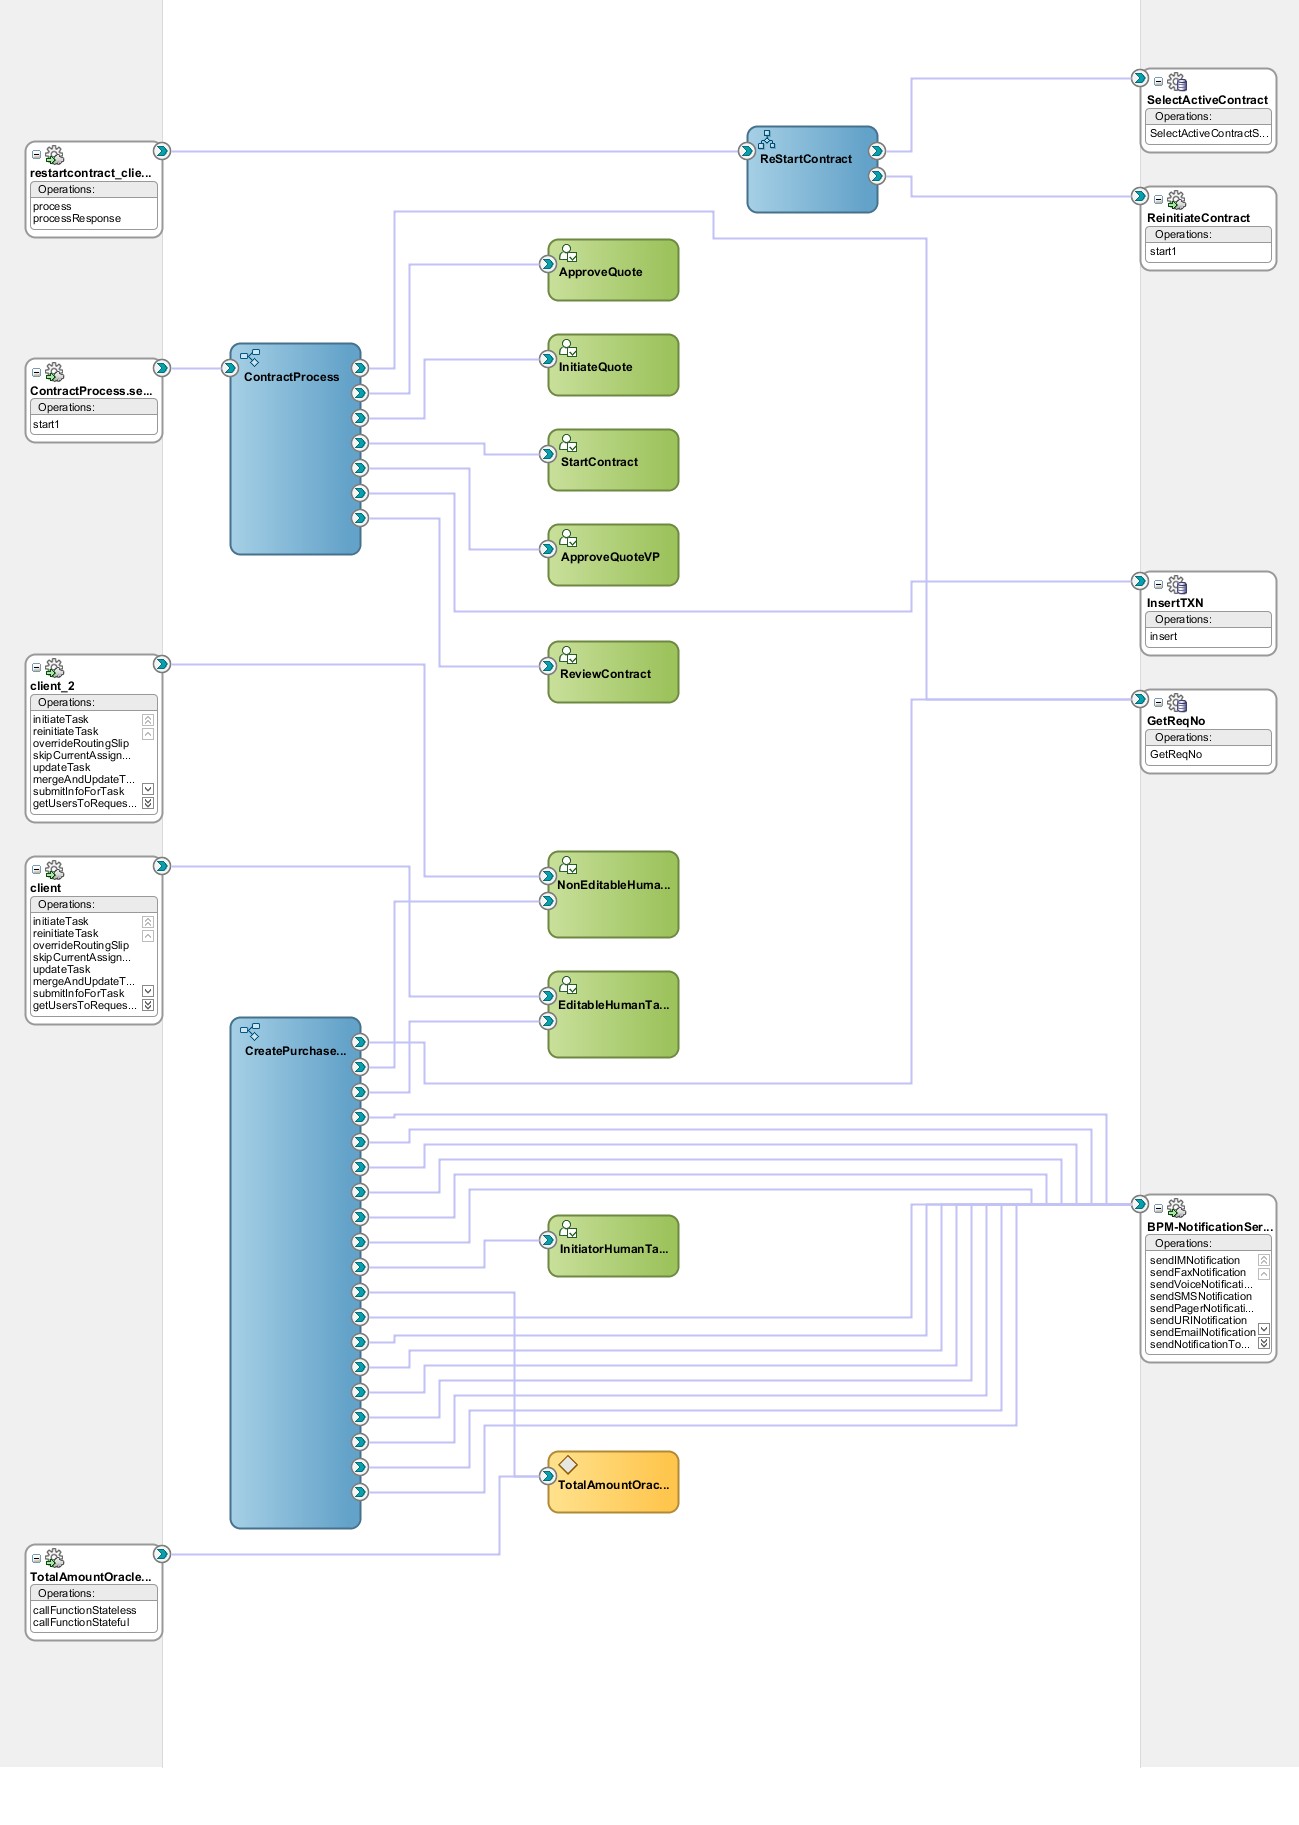 SelectActiveContract
Operations:
SelectActiveContractS...
restartcontract_clie...
Operations:
process
processResponse
ReStartContract
ReinitiateContract
Operations:
start1
ApproveQuote
InitiateQuote
ContractProcess
ContractProcess.se...
Operations:
start1
StartContract
ApproveQuoteVP
InsertTXN
Operations:
insert
ReviewContract
client_2
Operations:
initiateTask
reinitiateTask
overrideRoutingSlip
skipCurrentAssign...
updateTask
mergeAndUpdateT...
submitInfoForTask
getUsersToReques...
GetReqNo
Operations:
GetReqNo
client
Operations:
initiateTask
reinitiateTask
overrideRoutingSlip
skipCurrentAssign...
updateTask
mergeAndUpdateT...
submitInfoForTask
getUsersToReques...
NonEditableHuma...
EditableHumanTa...
CreatePurchase...
BPM-NotificationSer...
Operations:
sendIMNotification
sendFaxNotification
sendVoiceNotificati...
sendSMSNotification
sendPagerNotificati...
sendURINotification
sendEmailNotification
sendNotificationTo...
InitiatorHumanTa...
TotalAmountOrac...
TotalAmountOracle...
Operations:
callFunctionStateless
callFunctionStateful